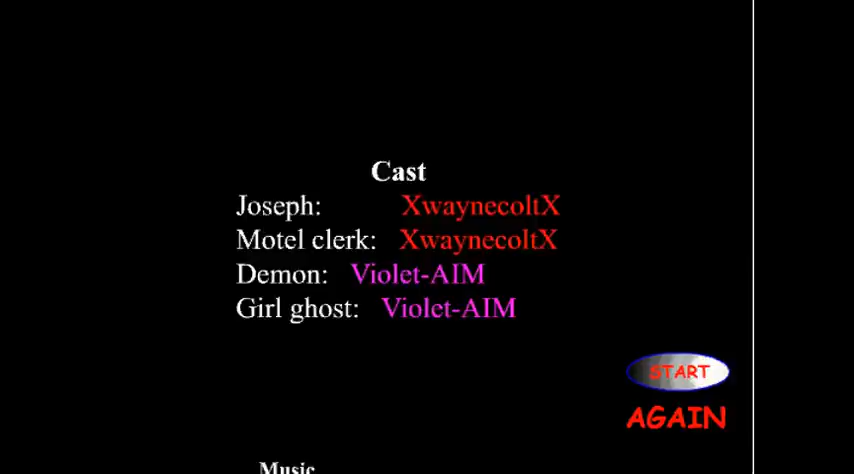 Cast
Joseph: XwaynecoltX
Motel clerk: XwaynecoltX
Demon: Violet-AIM
Girl ghost: Violet-AIM
START
AGAIN
Music